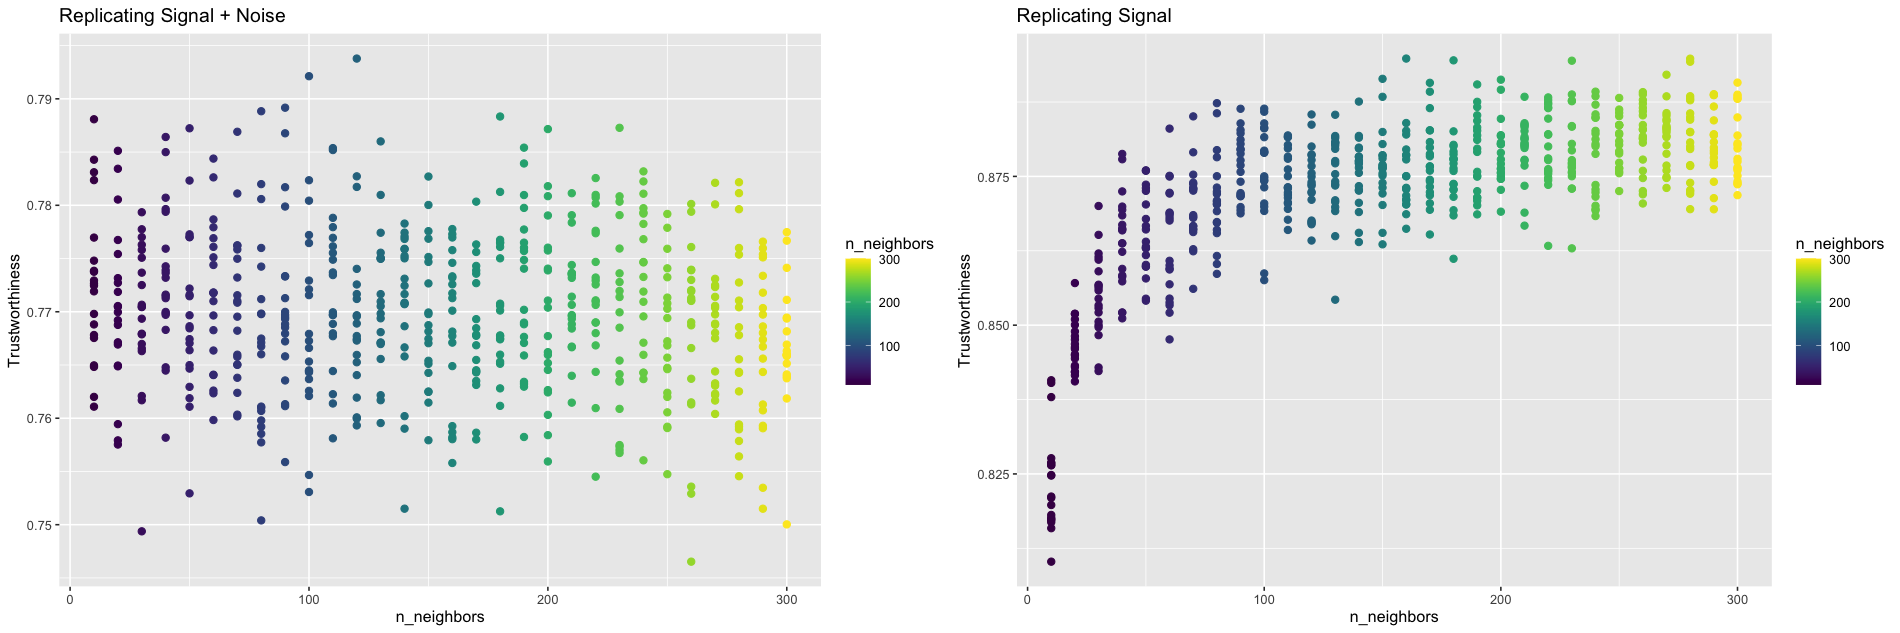 Replicating Signal + Noise
Trustworthiness
0.79
0.78
0.77
0.76
0.75
0
100
200
300
n_neighbors
n_neighbors
300
200
100
Replicating Signal
Trustworthiness
0.875
0.850
0.825
0
100
200
300
n_neighbors
n_neighbors
300
200
100